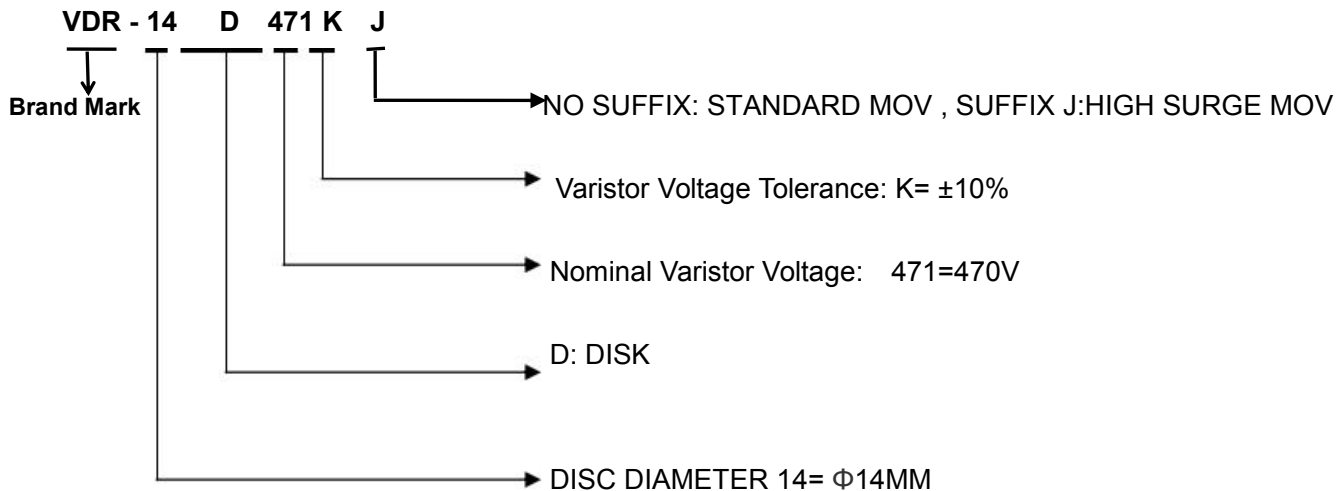 VDR - 14 D 471 K J
Brand Mark
NO SUFFIX: STANDARD MOV , SUFFIX J:HIGH SURGE MOV
Varistor Voltage Tolerance: K= ±10%
Nominal Varistor Voltage: 471=470V
D: DISK
DISC DIAMETER 14= Φ14MM